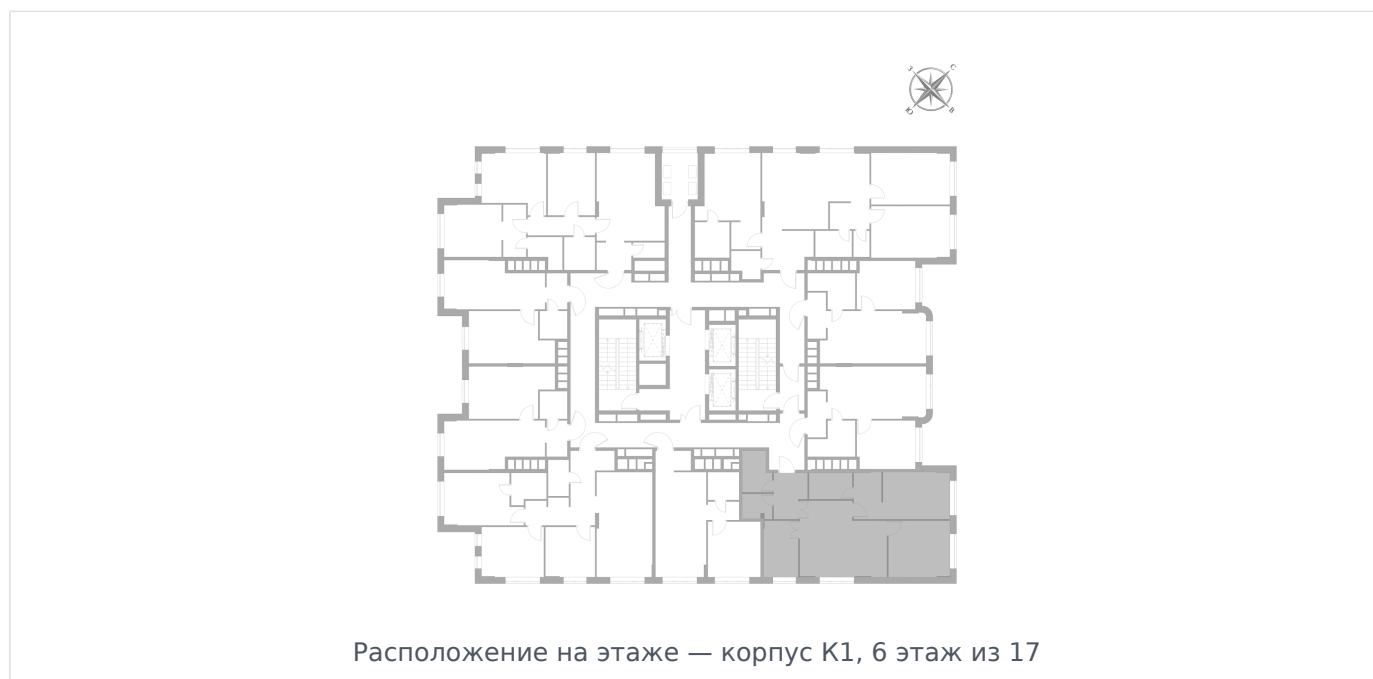 З
С
Ю
В
Расположение на этаже — корпус К1, 6 этаж из 17